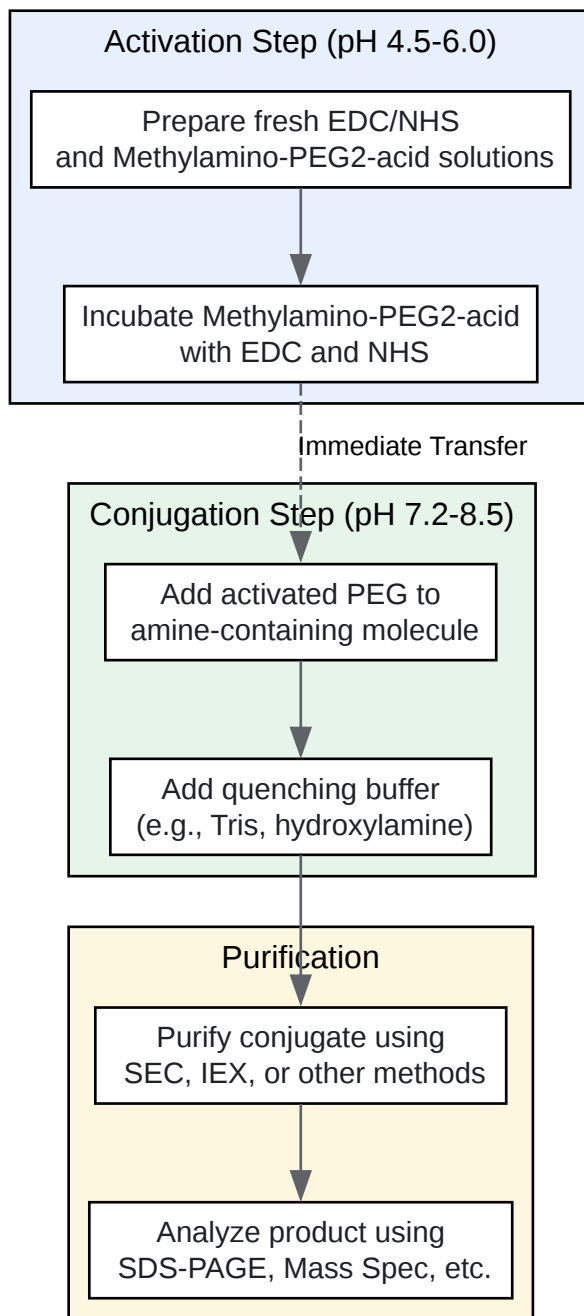 Activation Step (pH 4.5-6.0)
Prepare fresh EDC/NHS
and Methylamino-PEG2-acid solutions
Incubate Methylamino-PEG2-acid
with EDC and NHS
Immediate Transfer
Conjugation Step (pH 7.2-8.5)
Add activated PEG to
amine-containing molecule
Add quenching buffer
(e.g., Tris, hydroxylamine)
Purification
Purify conjugate using
SEC, IEX, or other methods
Analyze product using
SDS-PAGE, Mass Spec, etc.